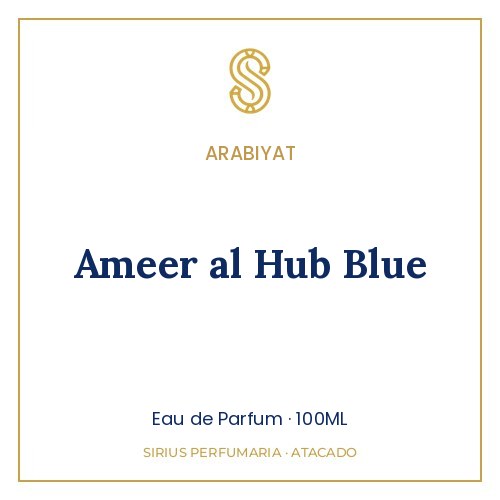 ARABIYAT
Ameer al Hub Blue
Eau de Parfum · 100ML
SIRIUS PERFUMARIA · ATACADO